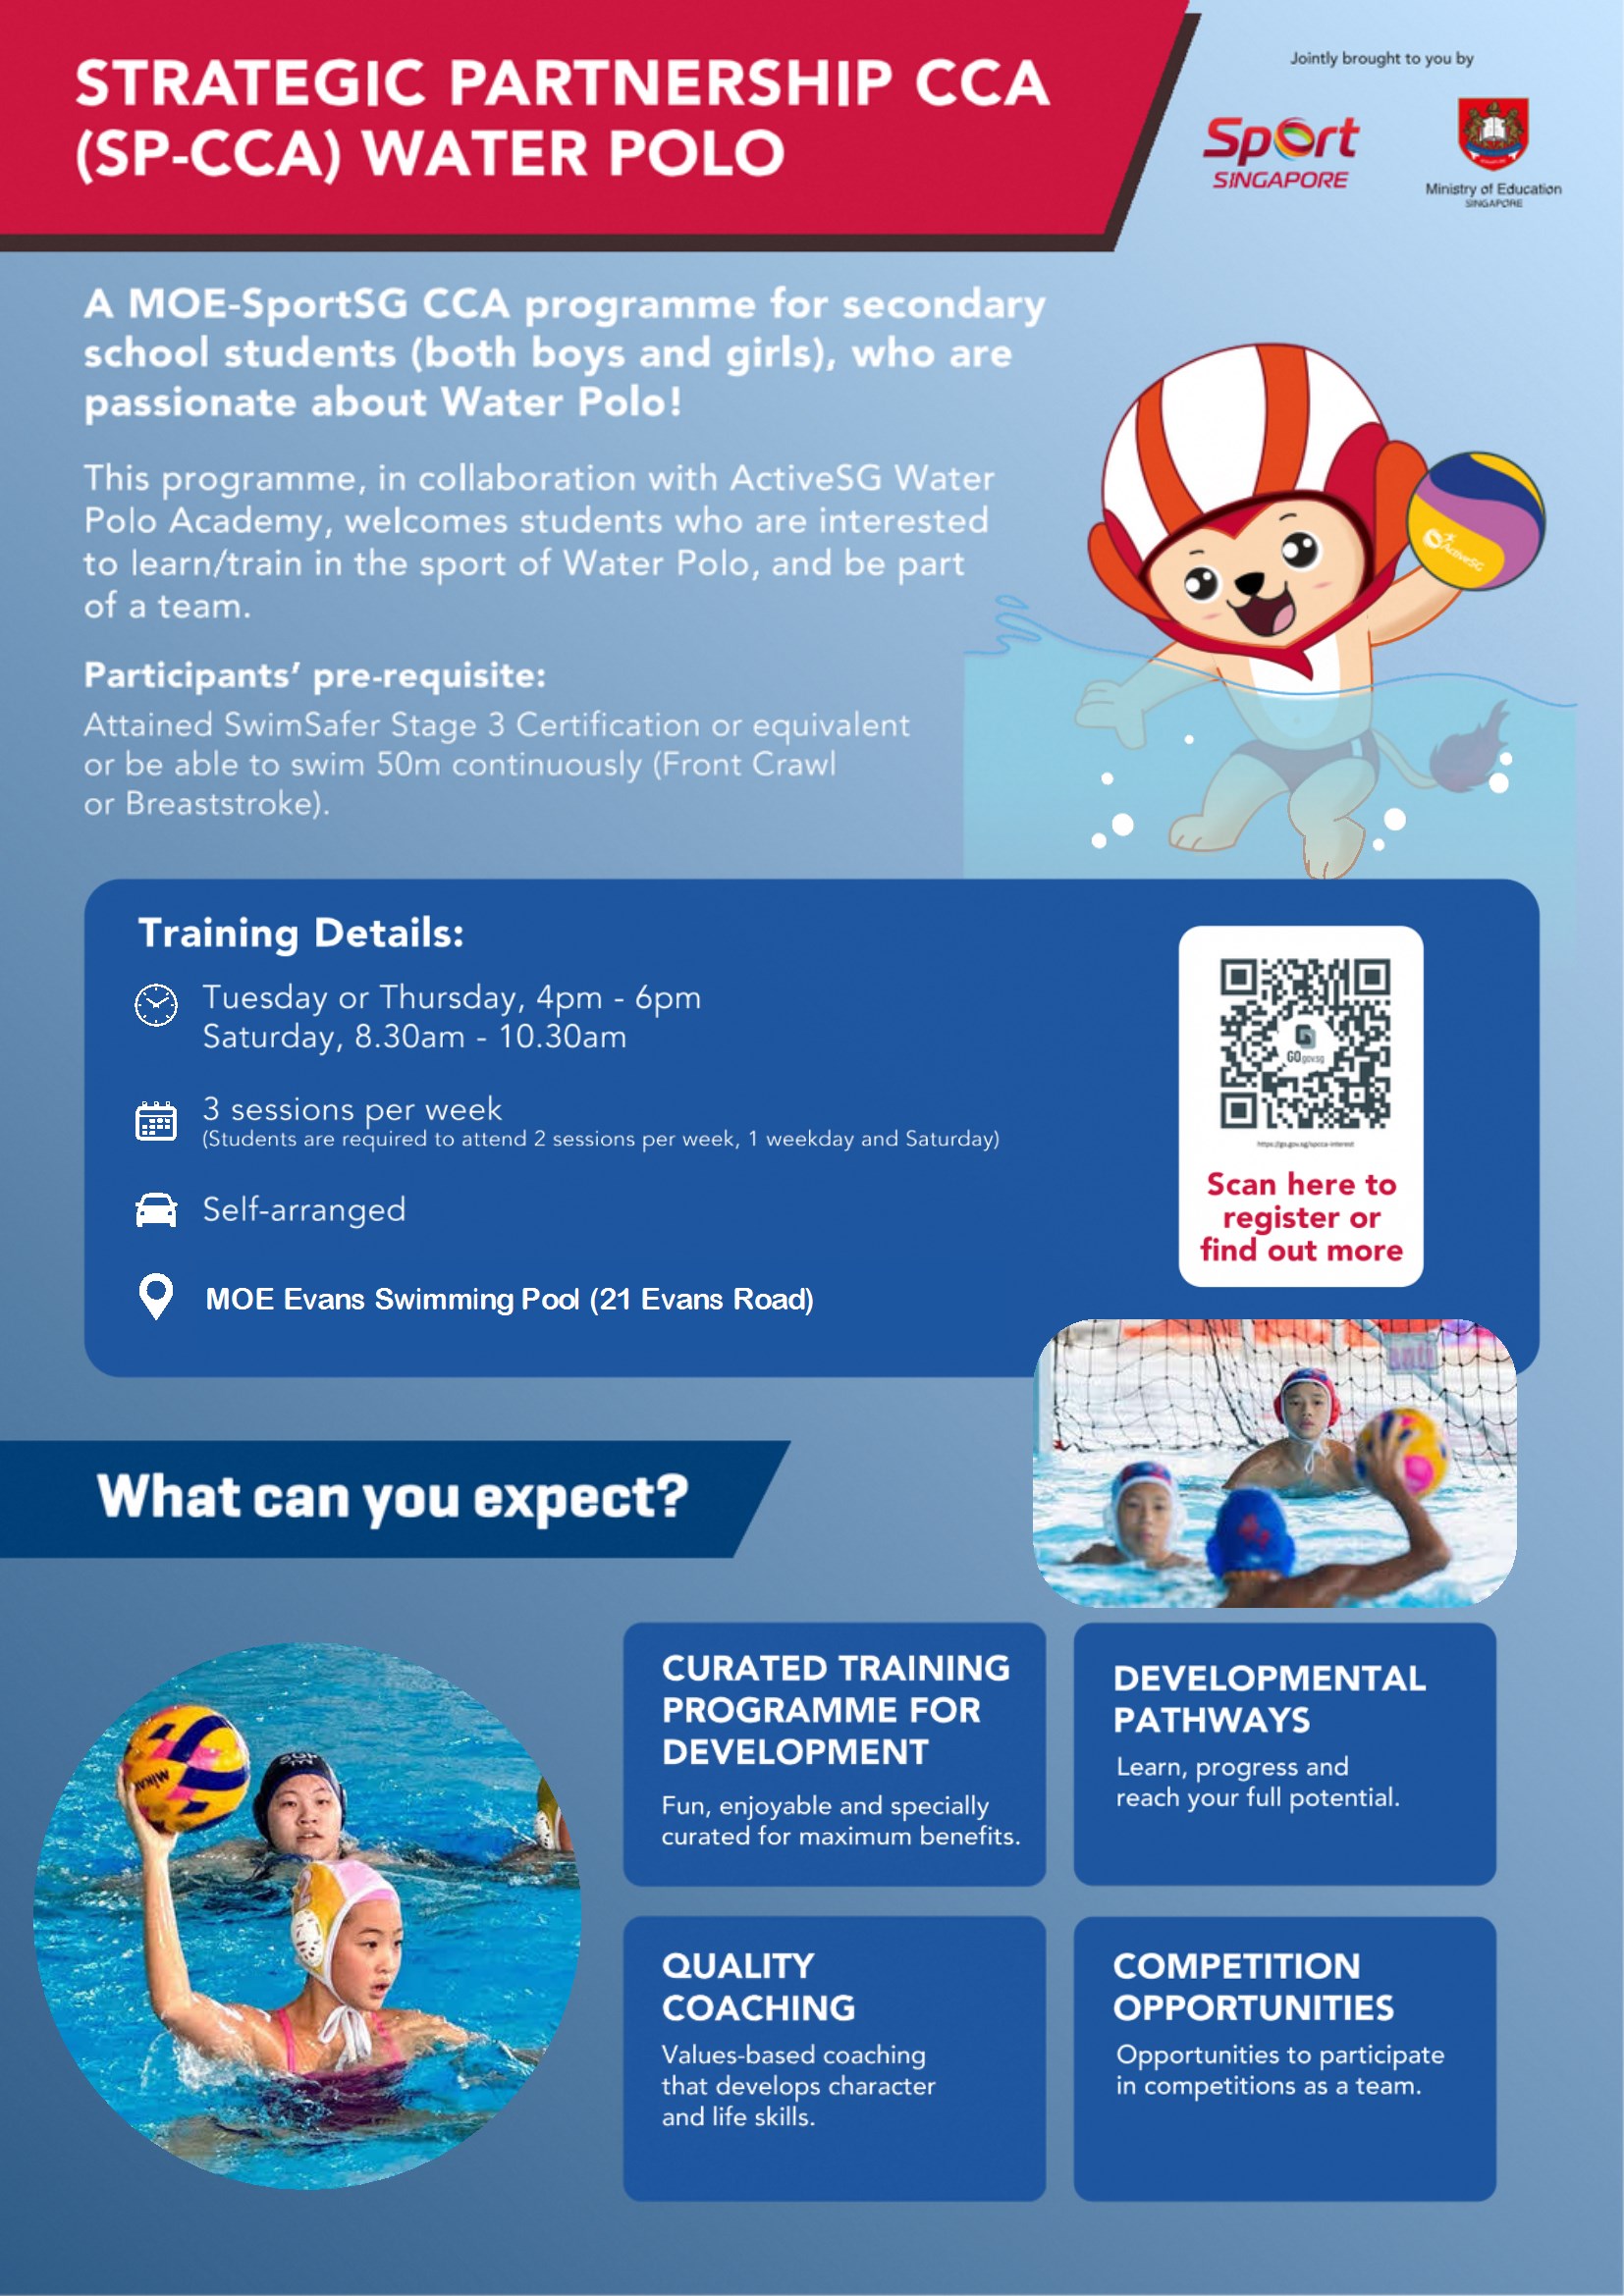 STRATEGIC PARTNERSHIP CCA
(SP-CCA) WATER POLO
Jointly brought to you by
Sport
SINGAPORE
Ministry of Education
SINGAPORE
A MOE-SportSG CCA programme for secondary
school students (both boys and girls), who are
passionate about Water Polo!
This programme, in collaboration with ActiveSG Water
Polo Academy, welcomes students who are interested
to learn/train in the sport of Water Polo, and be part
of a team.
ActiveSG
Participants’ pre-requisite:
Attained SwimSafer Stage 3 Certification or equivalent
or be able to swim 50m continuously (Front Crawl
or Breaststroke).
Training Details:
Tuesday or Thursday, 4pm - 6pm
Saturday, 8.30am - 10.30am
3 sessions per week
(Students are required to attend 2 sessions per week, 1 weekday and Saturday)
Self-arranged
MOE Evans Swimming Pool (21 Evans Road)
GO gov.sg
https://go.gov.sg/spcca-interest
Scan here to
register or
find out more
What can you expect?
CURATED TRAINING
PROGRAMME FOR
DEVELOPMENT
Fun, enjoyable and specially
curated for maximum benefits.
DEVELOPMENTAL
PATHWAYS
Learn, progress and
reach your full potential.
QUALITY
COACHING
Values-based coaching
that develops character
and life skills.
COMPETITION
OPPORTUNITIES
Opportunities to participate
in competitions as a team.